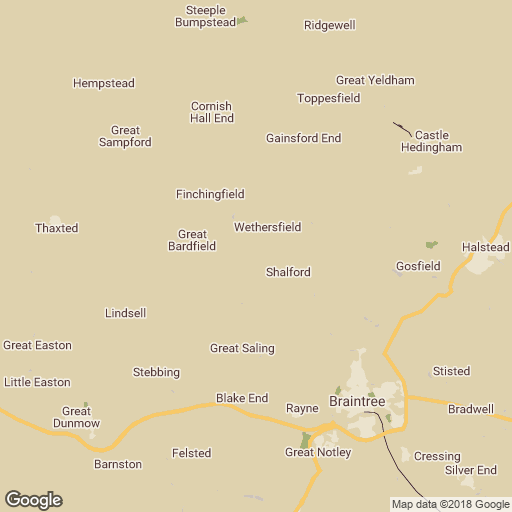 Steeple
Bumpstead
Ridgewell
Hempstead
Great Yeldham
Toppesfield
Cornish
Hall End
Great
Sampford
Gainsford End
Castle
Hedingham
Finchingfield
Thaxted
Wethersfield
Great
Bardfield
Halstead
Shalford
Gosfield
Lindsell
Great Easton
Great Saling
Stebbing
Stisted
Little Easton
Blake End
Braintree
Rayne
Bradwell
Great
Dunmow
Felsted
Great Notley
Cressing
Barnston
Silver End
Google
Map data ©2018 Google